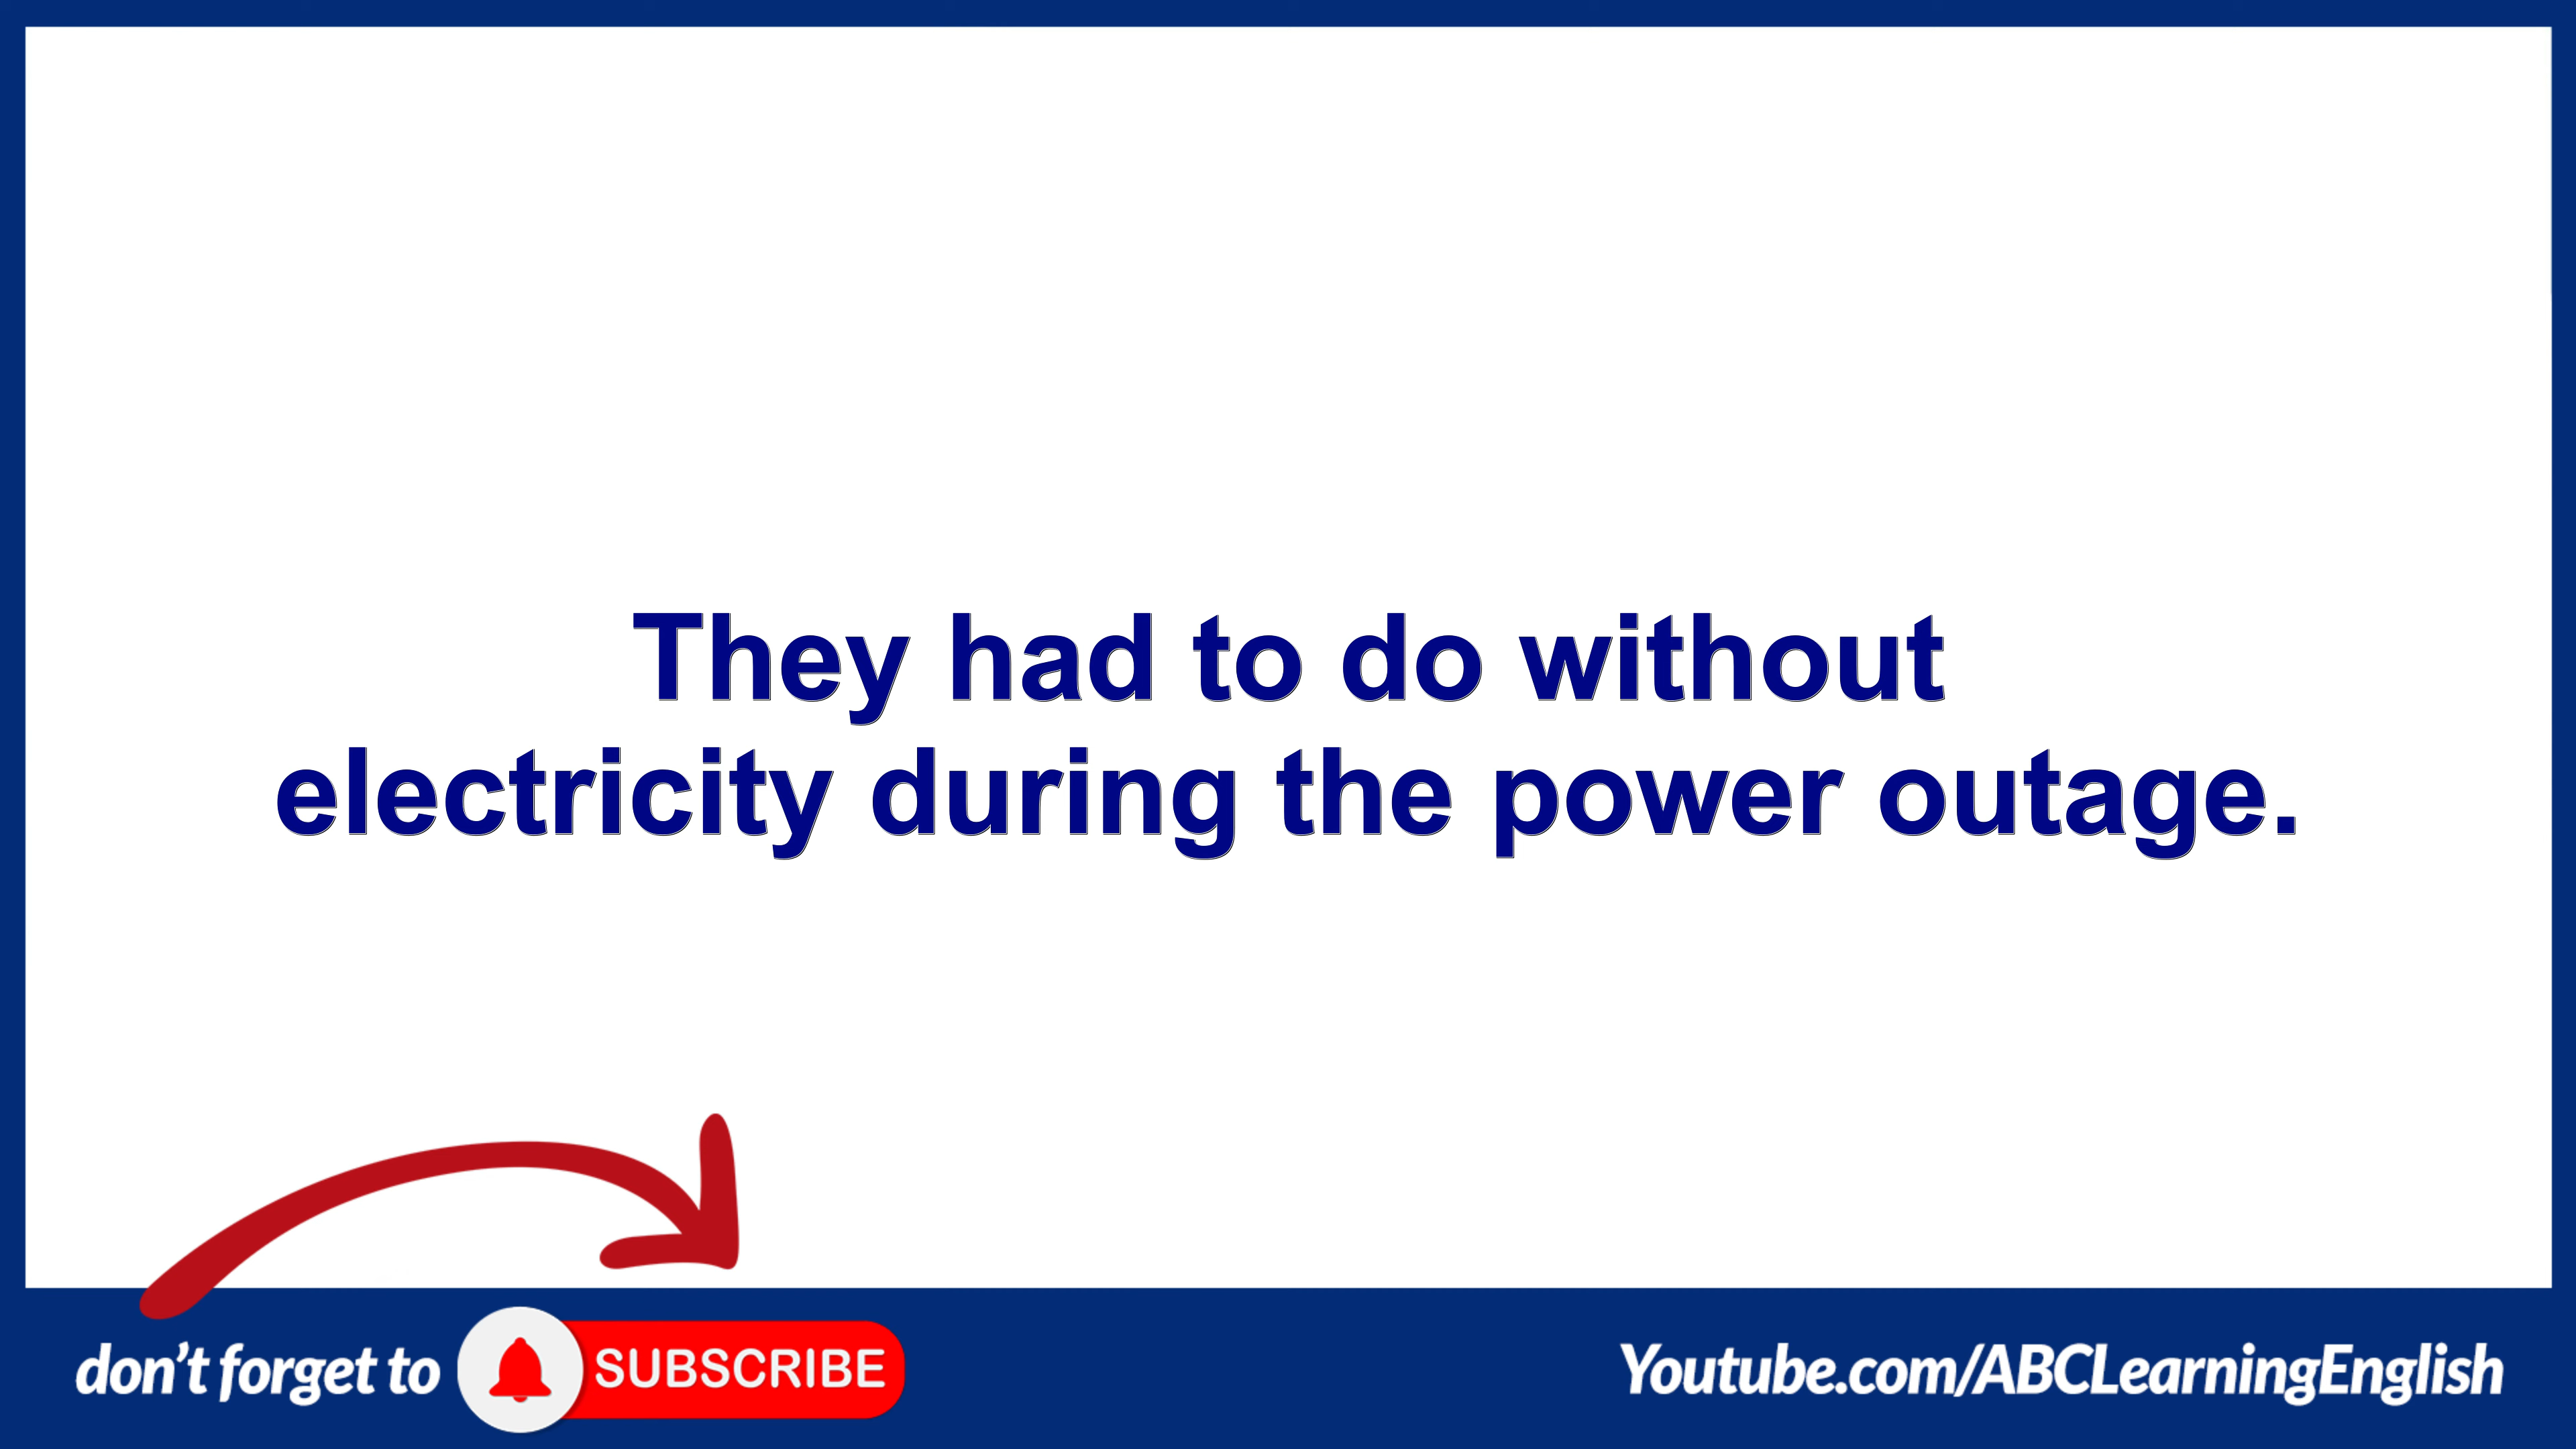 They had to do without
electricity during the power outage.
don't forget to SUBSCRIBE
Youtube.com/ABCLearningEnglish